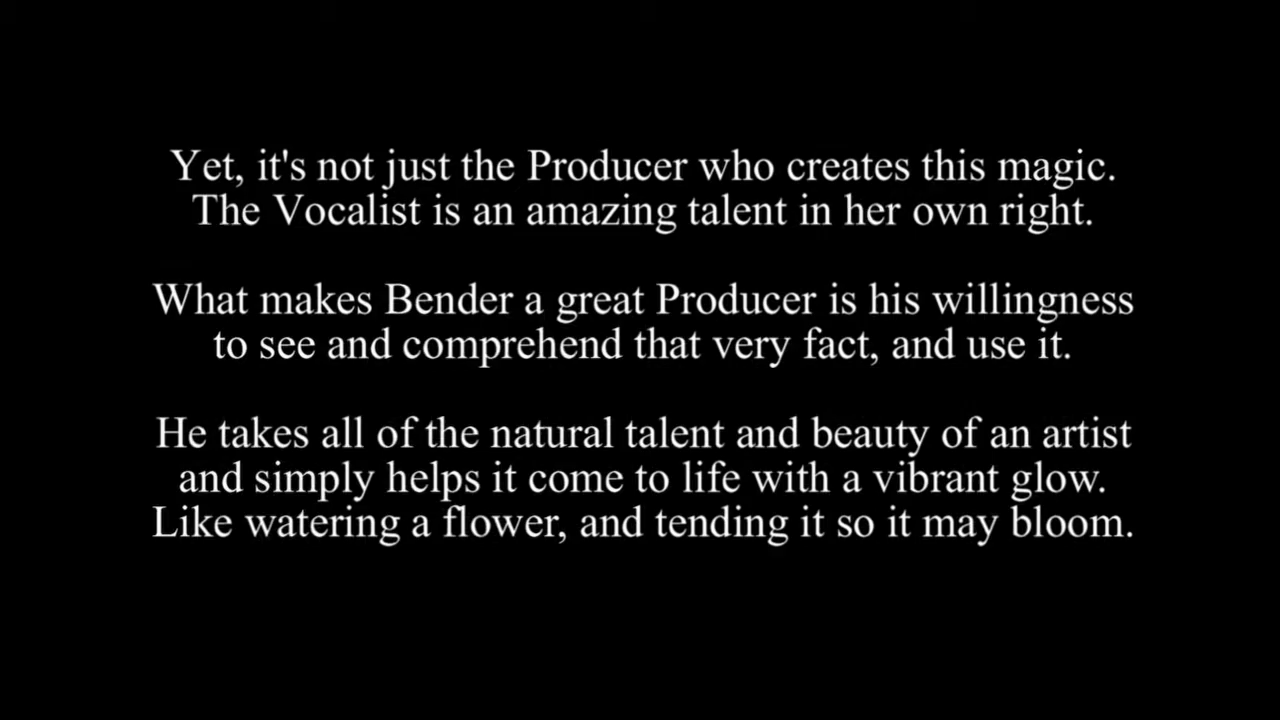 Yet, it's not just the Producer who creates this magic.
The Vocalist is an amazing talent in her own right.
What makes Bender a great Producer is his willingness
to see and comprehend that very fact, and use it.
He takes all of the natural talent and beauty of an artist
and simply helps it come to life with a vibrant glow.
Like watering a flower, and tending it so it may bloom.